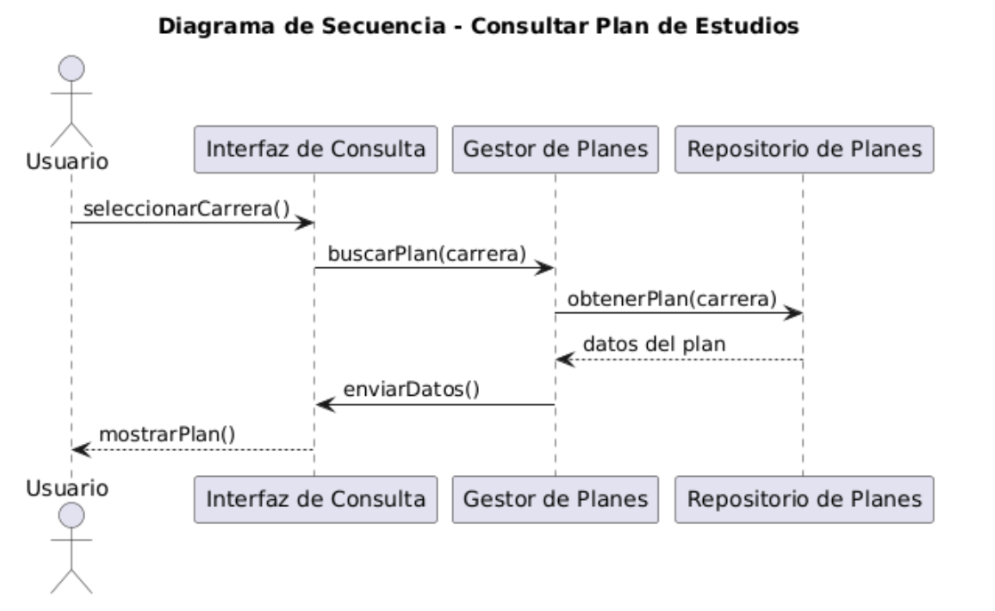 Diagrama de Secuencia - Consultar Plan de Estudios
Usuario
Interfaz de Consulta
Gestor de Planes
Repositorio de Planes
seleccionarCarrera()
buscarPlan(carrera)
obtenerPlan(carrera)
datos del plan
enviarDatos()
mostrarPlan()
Usuario
Interfaz de Consulta
Gestor de Planes
Repositorio de Planes